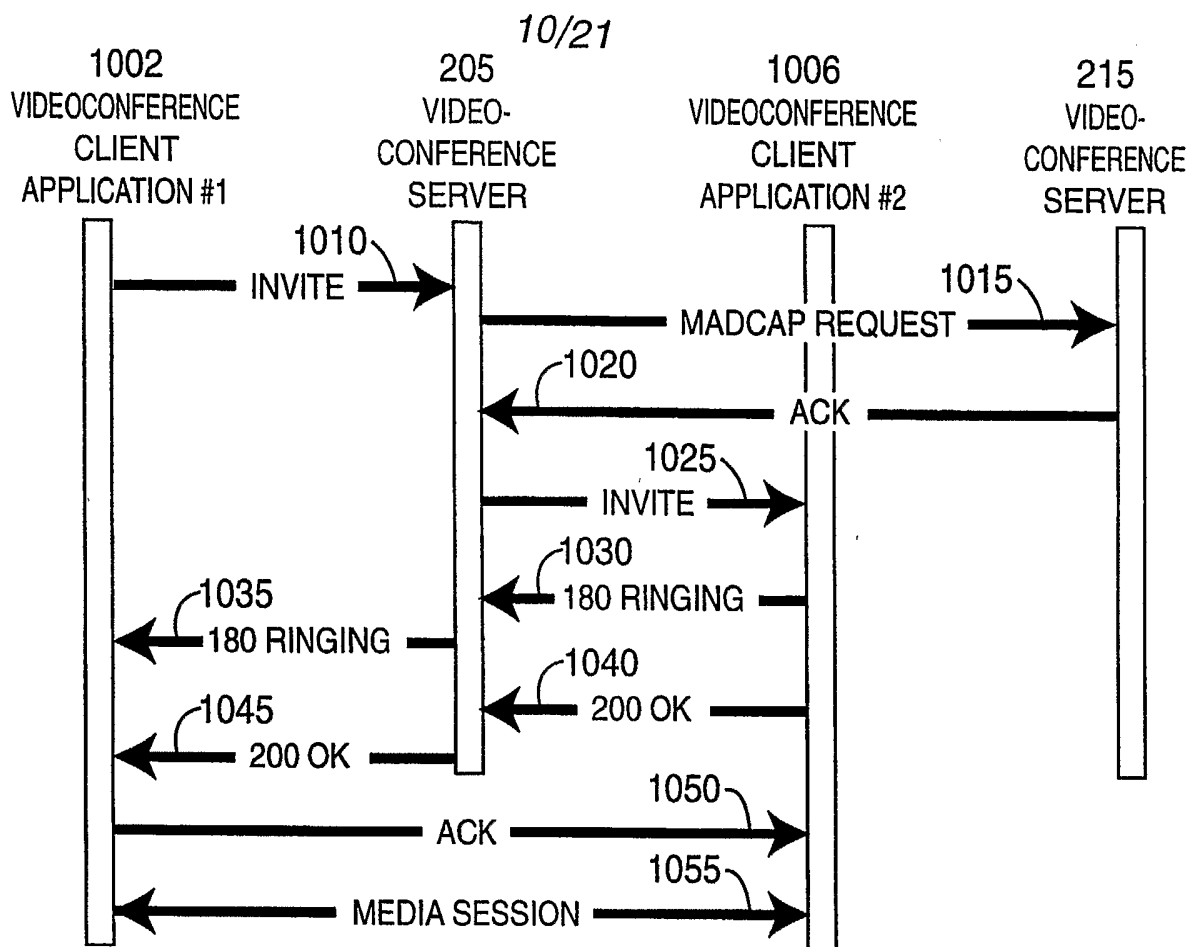 10/21
1002
VIDEOCONFERENCE
CLIENT
APPLICATION #1
205
VIDEO-
CONFERENCE
SERVER
1006
VIDEOCONFERENCE
CLIENT
APPLICATION #2
215
VIDEO-
CONFERENCE
SERVER
1010
INVITE
1015
MADCAP REQUEST
1020
ACK
1025
INVITE
1030
180 RINGING
1035
180 RINGING
1040
200 OK
1045
200 OK
1050
ACK
1055
MEDIA SESSION